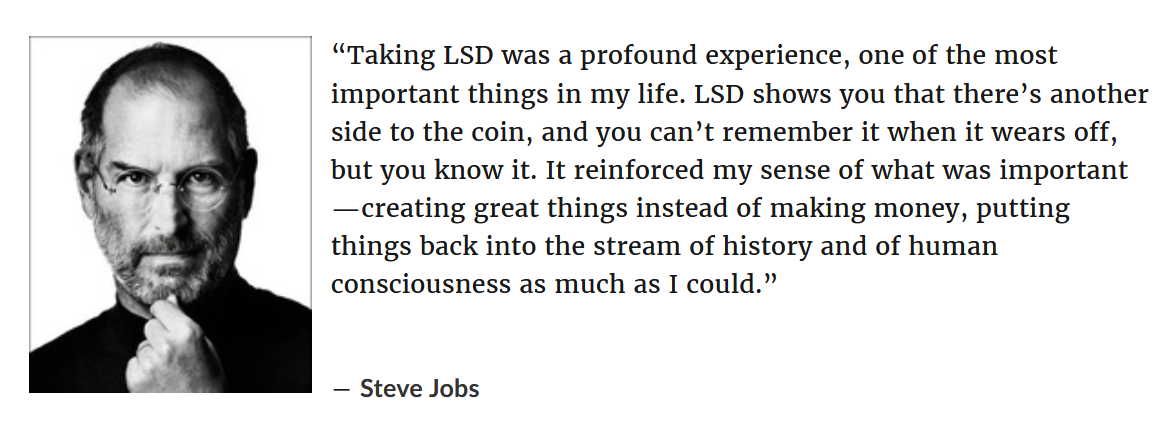 “Taking LSD was a profound experience, one of the most
important things in my life. LSD shows you that there’s another
side to the coin, and you can’t remember it when it wears off,
but you know it. It reinforced my sense of what was important
—creating great things instead of making money, putting
things back into the stream of history and of human
consciousness as much as I could.”
— Steve Jobs